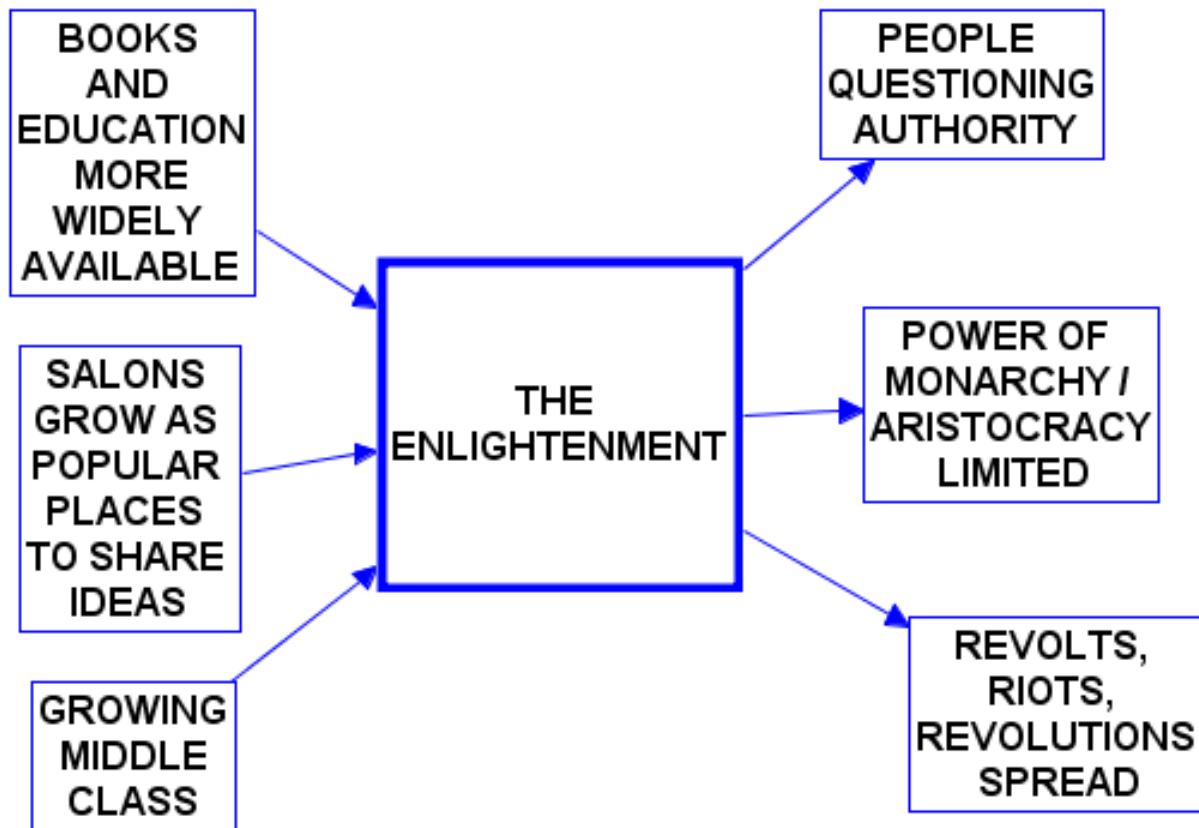 BOOKS
AND
EDUCATION
MORE
WIDELY
AVAILABLE
SALONS
GROW AS
POPULAR
PLACES
TO SHARE
IDEAS
GROWING
MIDDLE
CLASS
THE
ENLIGHTENMENT
PEOPLE
QUESTIONING
AUTHORITY
POWER OF
MONARCHY /
ARISTOCRACY
LIMITED
REVOLTS,
RIOTS,
REVOLUTIONS
SPREAD